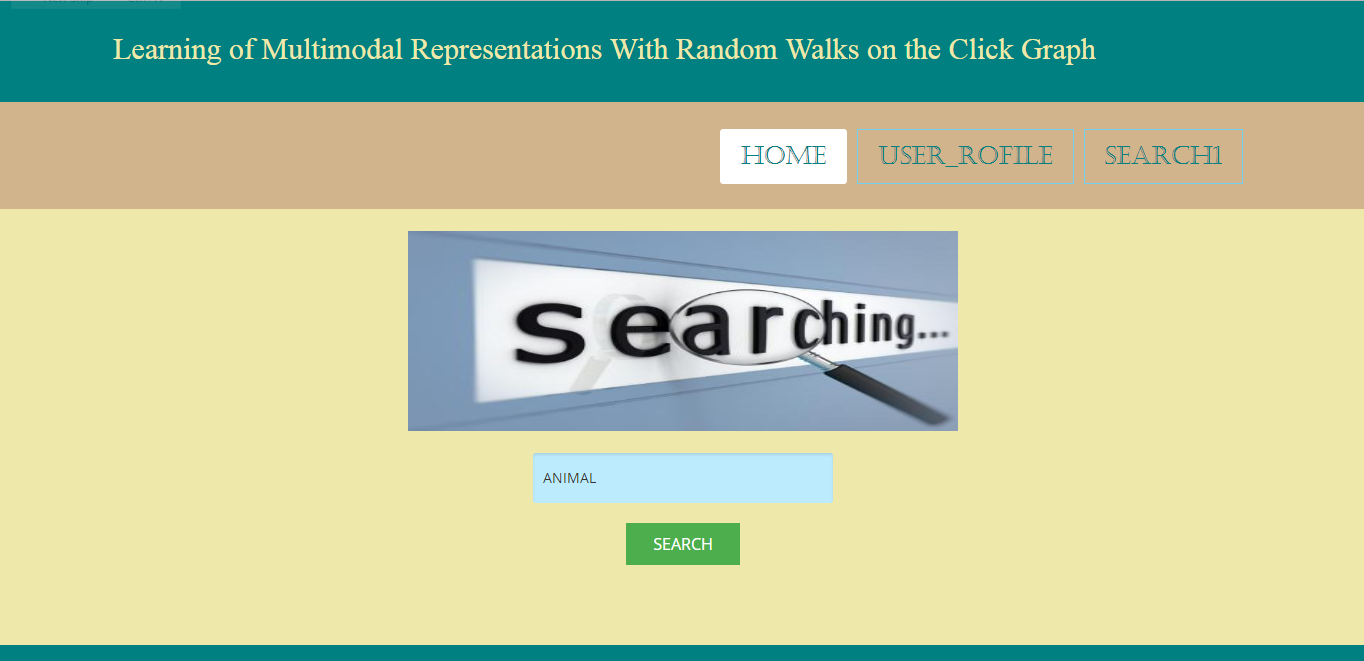 Learning of Multimodal Representations With Random Walks on the Click Graph
HOME USER_ROFILE SEARCH1
searching...
ANIMAL
SEARCH